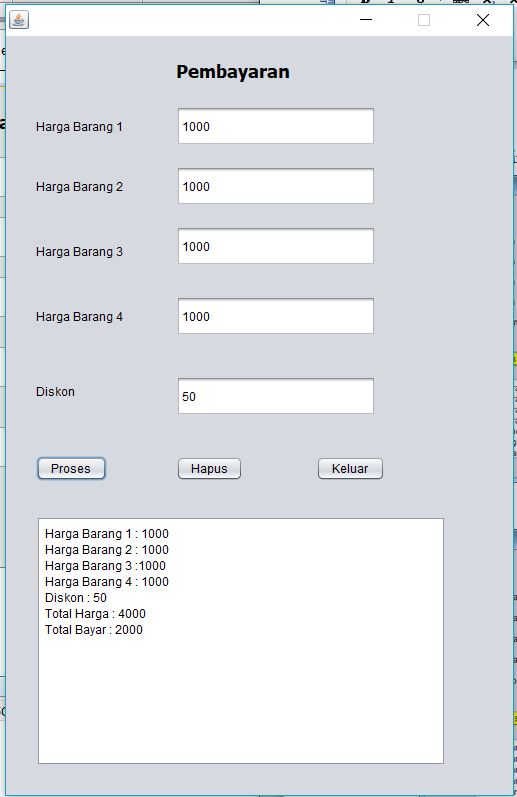 Pembayaran
Harga Barang 1 1000
Harga Barang 2 1000
Harga Barang 3 1000
Harga Barang 4 1000
Diskon 50
Proses Hapus Keluar
Harga Barang 1 : 1000
Harga Barang 2 : 1000
Harga Barang 3 :1000
Harga Barang 4 : 1000
Diskon : 50
Total Harga : 4000
Total Bayar : 2000